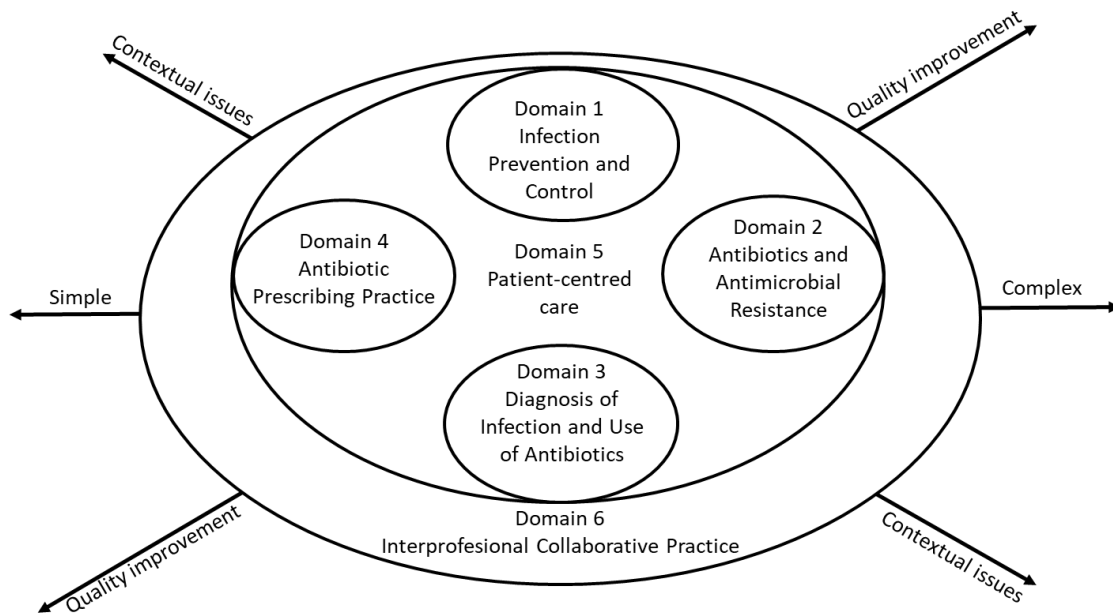 Contextual issues
Quality improvement
Domain 1
Infection
Prevention and
Control
Domain 4
Antibiotic
Prescribing Practice
Domain 5
Patient-centred
care
Domain 2
Antibiotics and
Antimicrobial
Resistance
Simple
Complex
Domain 3
Diagnosis of
Infection and Use
of Antibiotics
Domain 6
Interprofesional Collaborative Practice
Quality improvement
Contextual issues